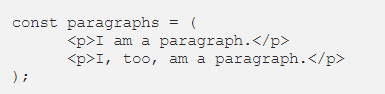 const paragraphs = (
<p>I am a paragraph.</p>
<p>I, too, am a paragraph.</p>
);